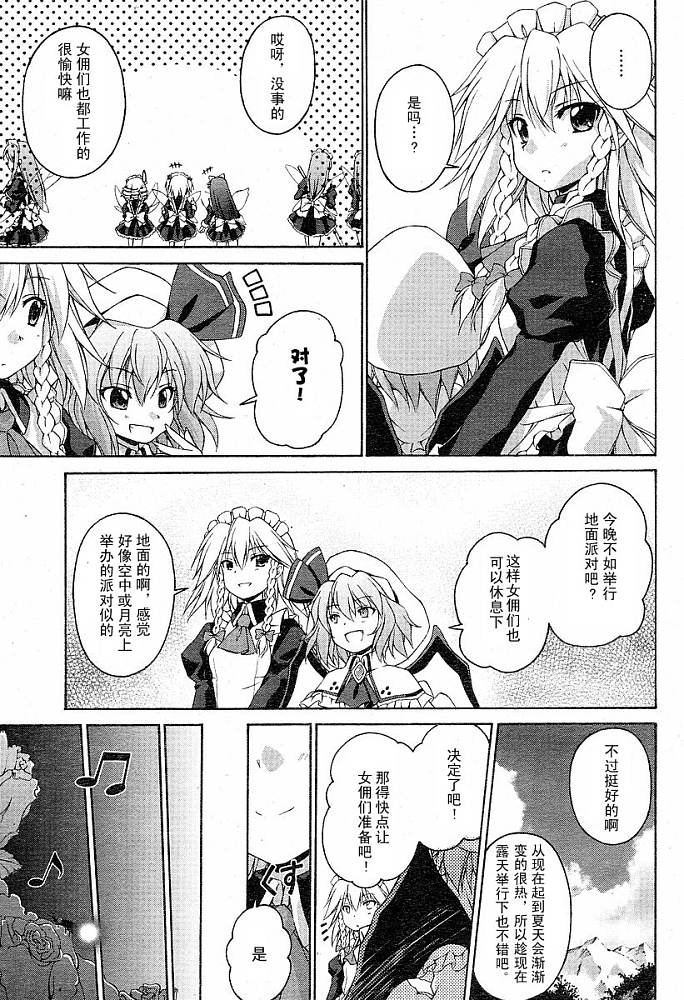 ……
是吗…?
哎呀，没事的
女佣们也都工作的
很愉快嘛
对了！
今晚不如举行
地面派对吧?
这样女佣们也
可以休息下
地面的啊，感觉
好像空中或月亮上
举办的派对似的
不过挺好的啊
从现在起到夏天会渐渐
变的很热，所以趁现在
露天举行下也不错吧。
决定了吧！
那得快点让
女佣们准备吧！
くす
是